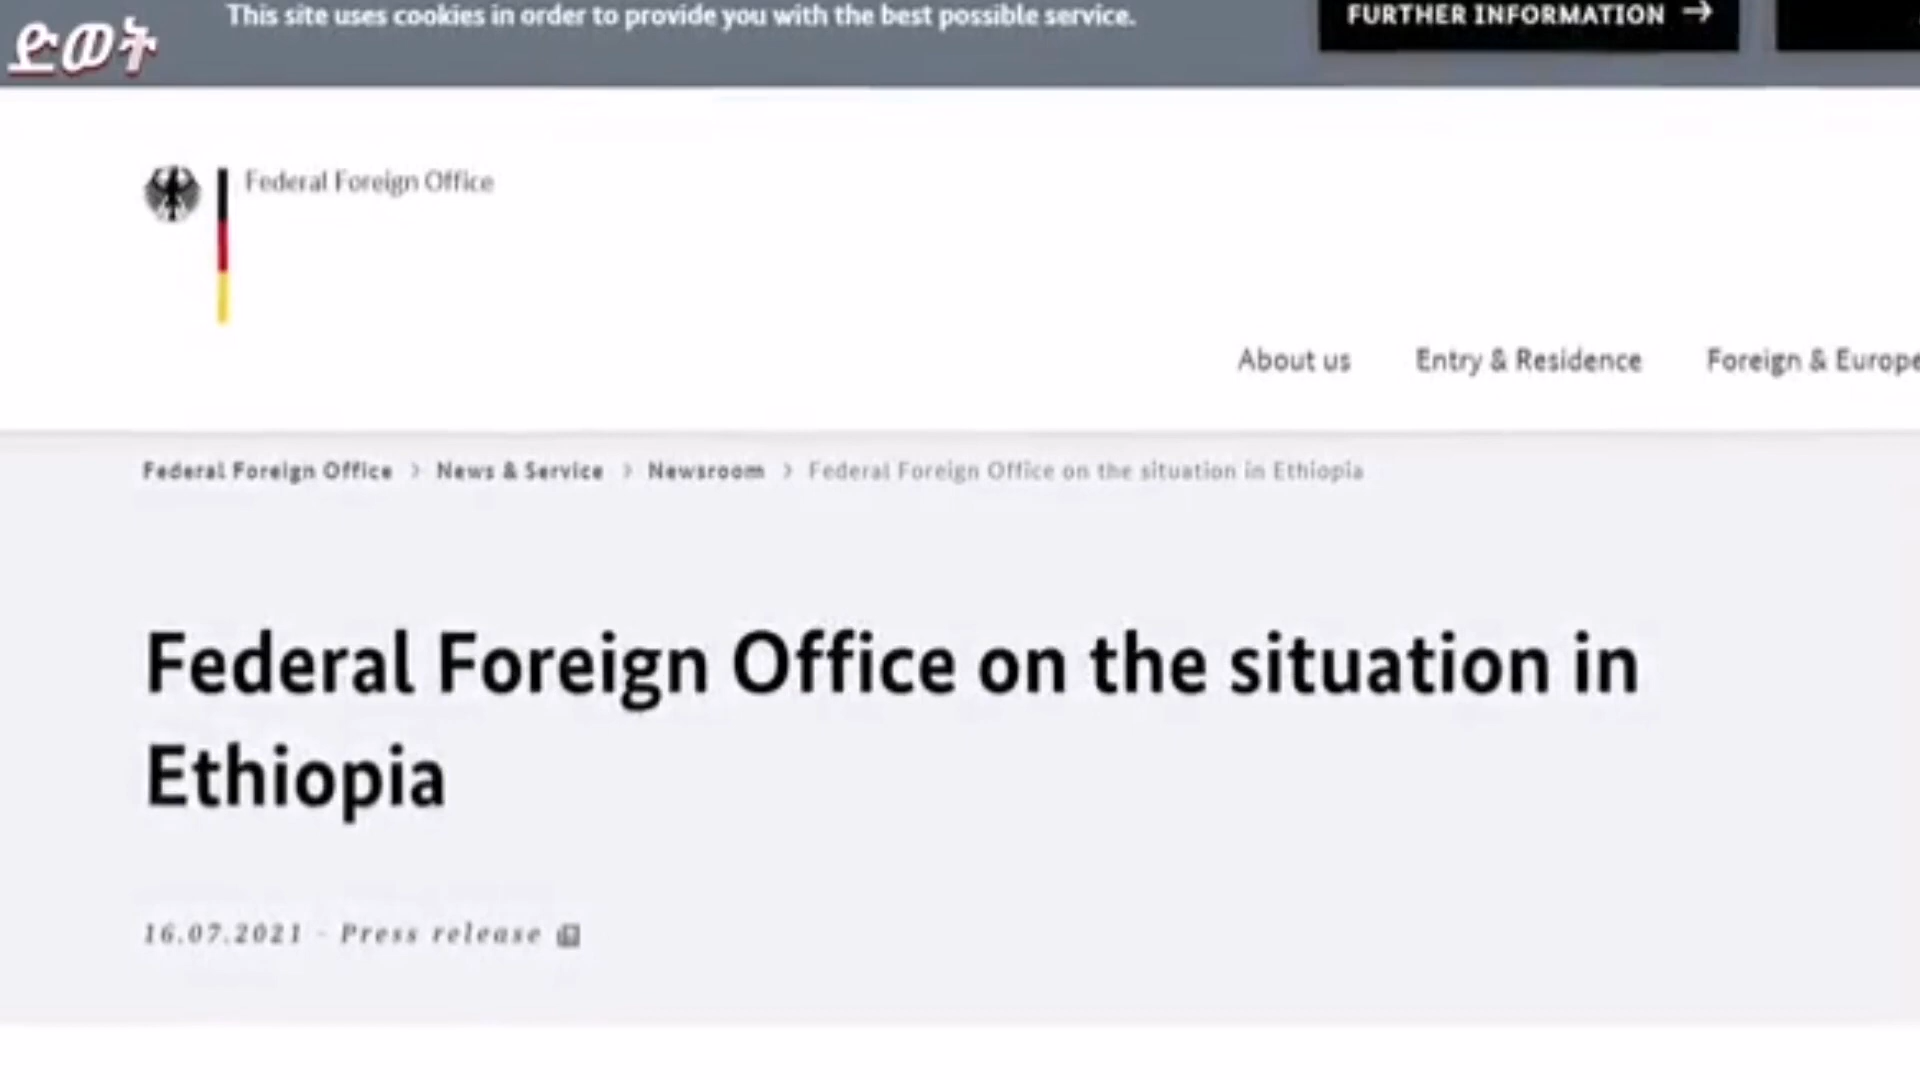 ድወት
This site uses cookies in order to provide you with the best possible service.
FURTHER INFORMATION →
Federal Foreign Office
About us Entry & Residence Foreign & Europe
Federal Foreign Office > News & Service > Newsroom > Federal Foreign Office on the situation in Ethiopia
Federal Foreign Office on the situation in
Ethiopia
16.07.2021 - Press release